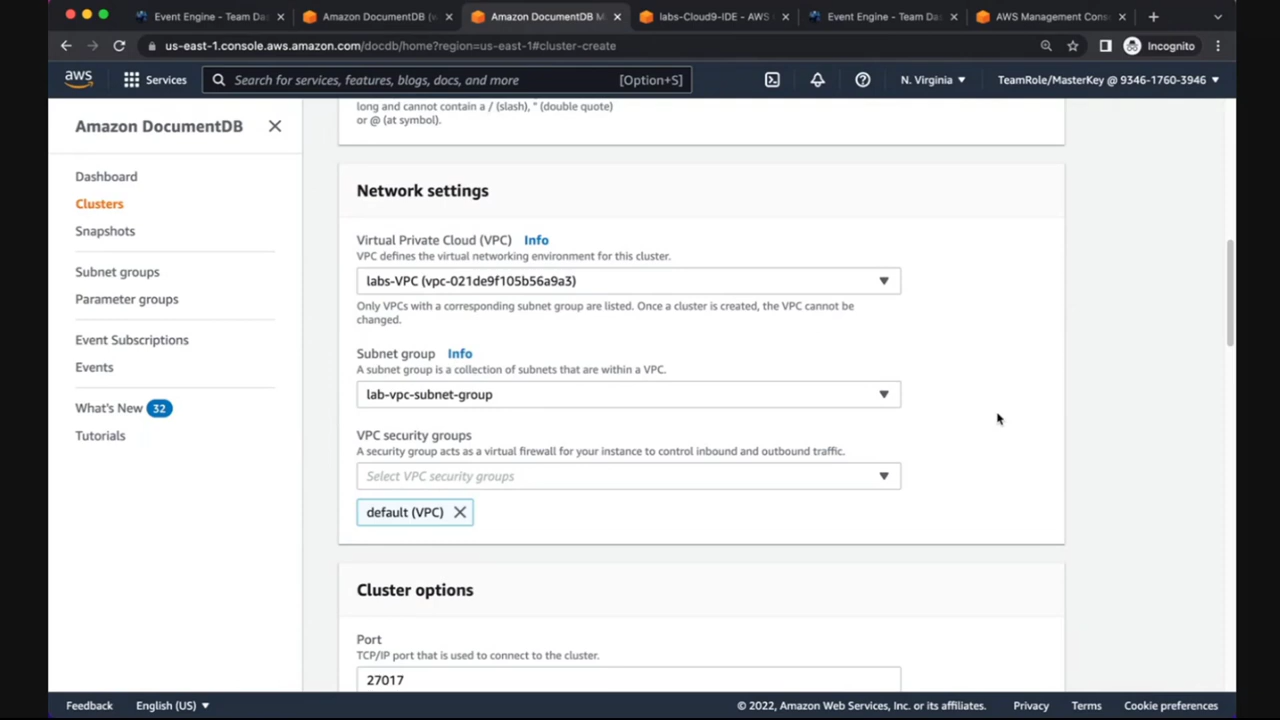 Event Engine - Team Da
Amazon DocumentDB (w
Amazon DocumentDB M
labs-Cloud9-IDE - AWS
Event Engine - Team Da
AWS Management Cons
us-east-1.console.aws.amazon.com/docdb/home?region=us-east-1#cluster-create
Incognito
aws
Services
Search for services, features, blogs, docs, and more
[Option+S]
N. Virginia
TeamRole/MasterKey @ 9346-1760-3946
Amazon DocumentDB
Dashboard
Clusters
Snapshots
Subnet groups
Parameter groups
Event Subscriptions
Events
What's New 32
Tutorials
long and cannot contain a / (slash), " (double quote)
or @ (at symbol).
Network settings
Virtual Private Cloud (VPC) Info
VPC defines the virtual networking environment for this cluster.
labs-VPC (vpc-021de9f105b56a9a3)
Only VPCs with a corresponding subnet group are listed. Once a cluster is created, the VPC cannot be
changed.
Subnet group Info
A subnet group is a collection of subnets that are within a VPC.
lab-vpc-subnet-group
VPC security groups
A security group acts as a virtual firewall for your instance to control inbound and outbound traffic.
Select VPC security groups
default (VPC)
Cluster options
Port
TCP/IP port that is used to connect to the cluster.
27017
Feedback
English (US)
© 2022, Amazon Web Services, Inc. or its affiliates.
Privacy
Terms
Cookie preferences